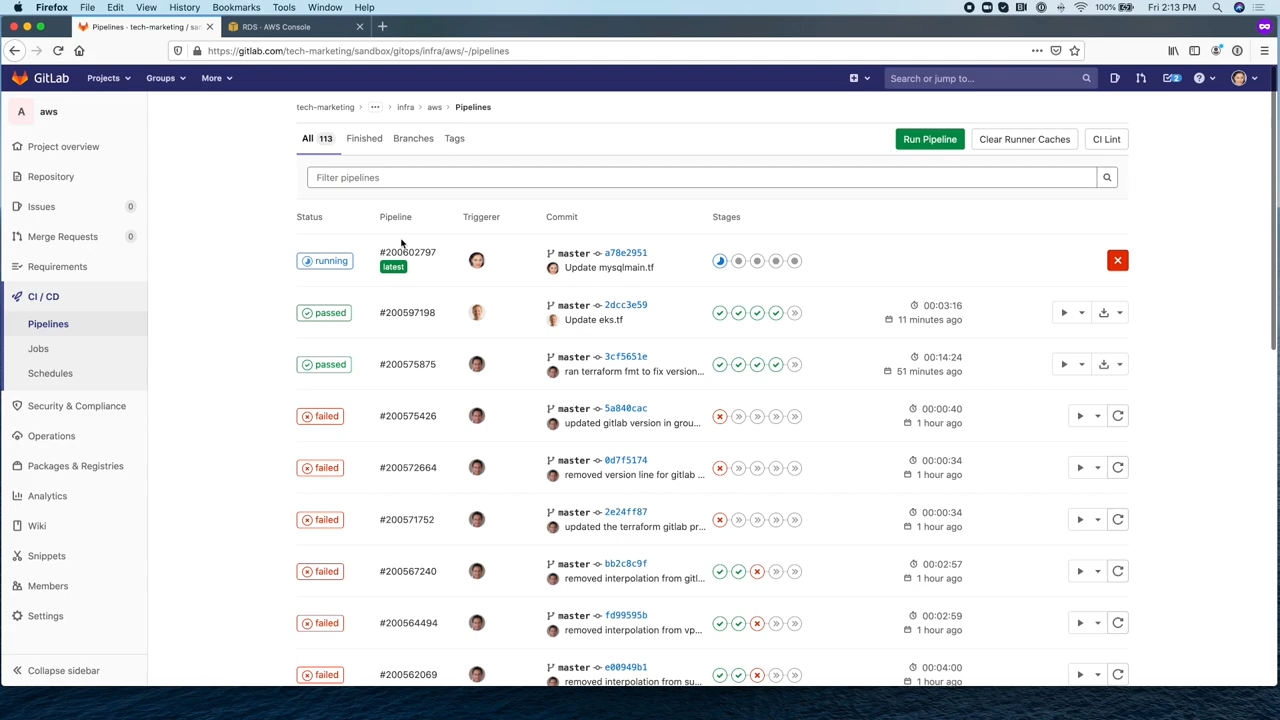 Firefox File Edit View History Bookmarks Tools Window Help 100% Fri 2:13 PM
Pipelines · tech-marketing / san RDS · AWS Console
https://gitlab.com/tech-marketing/sandbox/gitops/infra/aws/-/pipelines
GitLab Projects Groups More Search or jump to... 2
A aws
Project overview
Repository
Issues 0
Merge Requests 0
Requirements
CI / CD
Pipelines
Jobs
Schedules
Security & Compliance
Operations
Packages & Registries
Analytics
Wiki
Snippets
Members
Settings
Collapse sidebar
tech-marketing › ... › infra › aws › Pipelines
All 113 Finished Branches Tags Run Pipeline Clear Runner Caches CI Lint
Filter pipelines
Status Pipeline Triggerer Commit Stages
running #200602797 master a78e2951
latest Update mysqlmain.tf
passed #200597198 master 2dcc3e59 00:03:16
Update eks.tf 11 minutes ago
passed #200575875 master 3cf5651e 00:14:24
ran terraform fmt to fix version... 51 minutes ago
failed #200575426 master 5a840cac 00:00:40
updated gitlab version in grou... 1 hour ago
failed #200572664 master 0d7f5174 00:00:34
removed version line for gitlab ... 1 hour ago
failed #200571752 master 2e24ff87 00:00:34
updated the terraform gitlab pr... 1 hour ago
failed #200567240 master bb2c8c9f 00:02:57
removed interpolation from gitl... 1 hour ago
failed #200564494 master fd99595b 00:02:59
removed interpolation from vp... 1 hour ago
failed #200562069 master e00949b1 00:04:00
removed interpolation from su... 1 hour ago